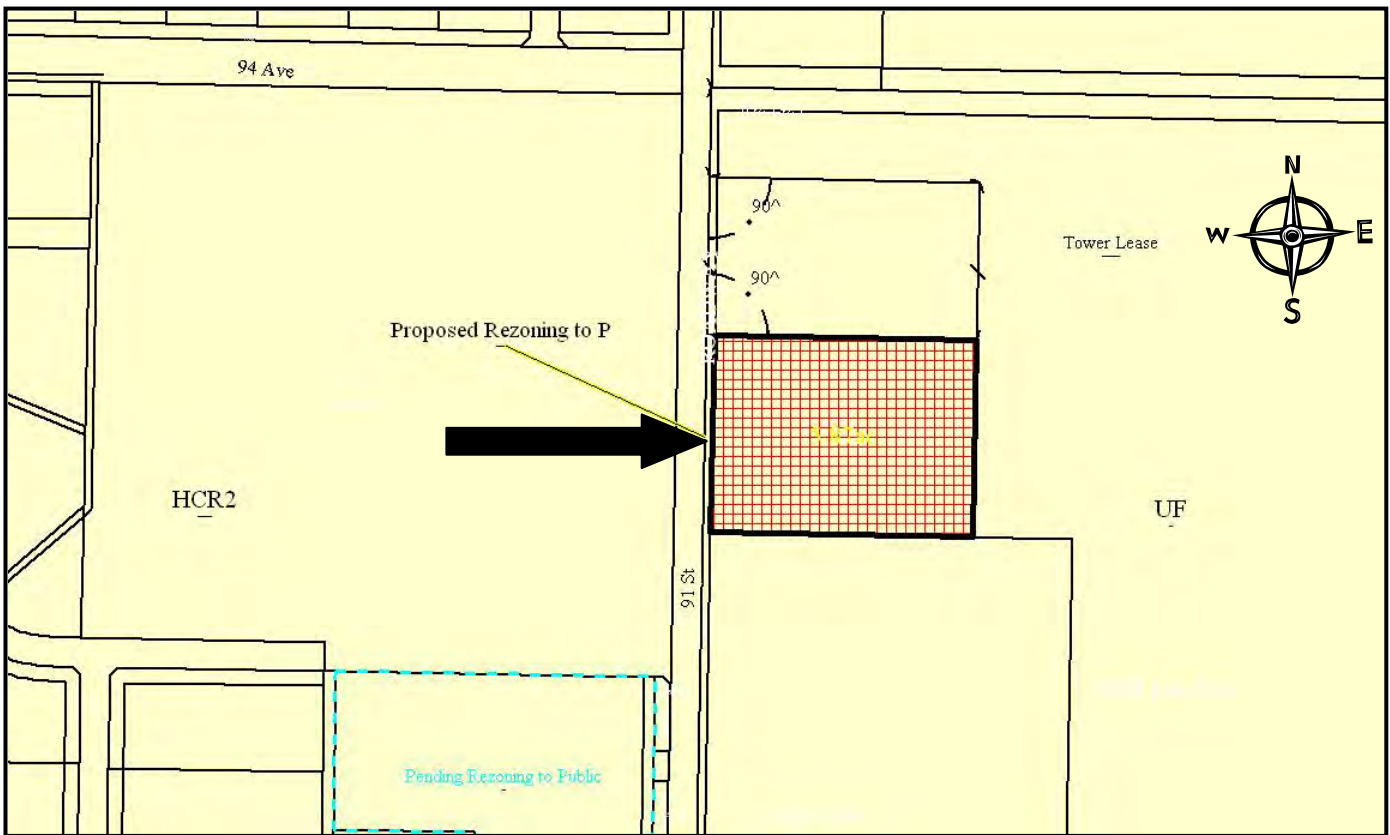 94 Ave
N
W
E
S
90^
Tower Lease
90^
Proposed Rezoning to P
HCR2
UF
91 St
Pending Rezoning to Public